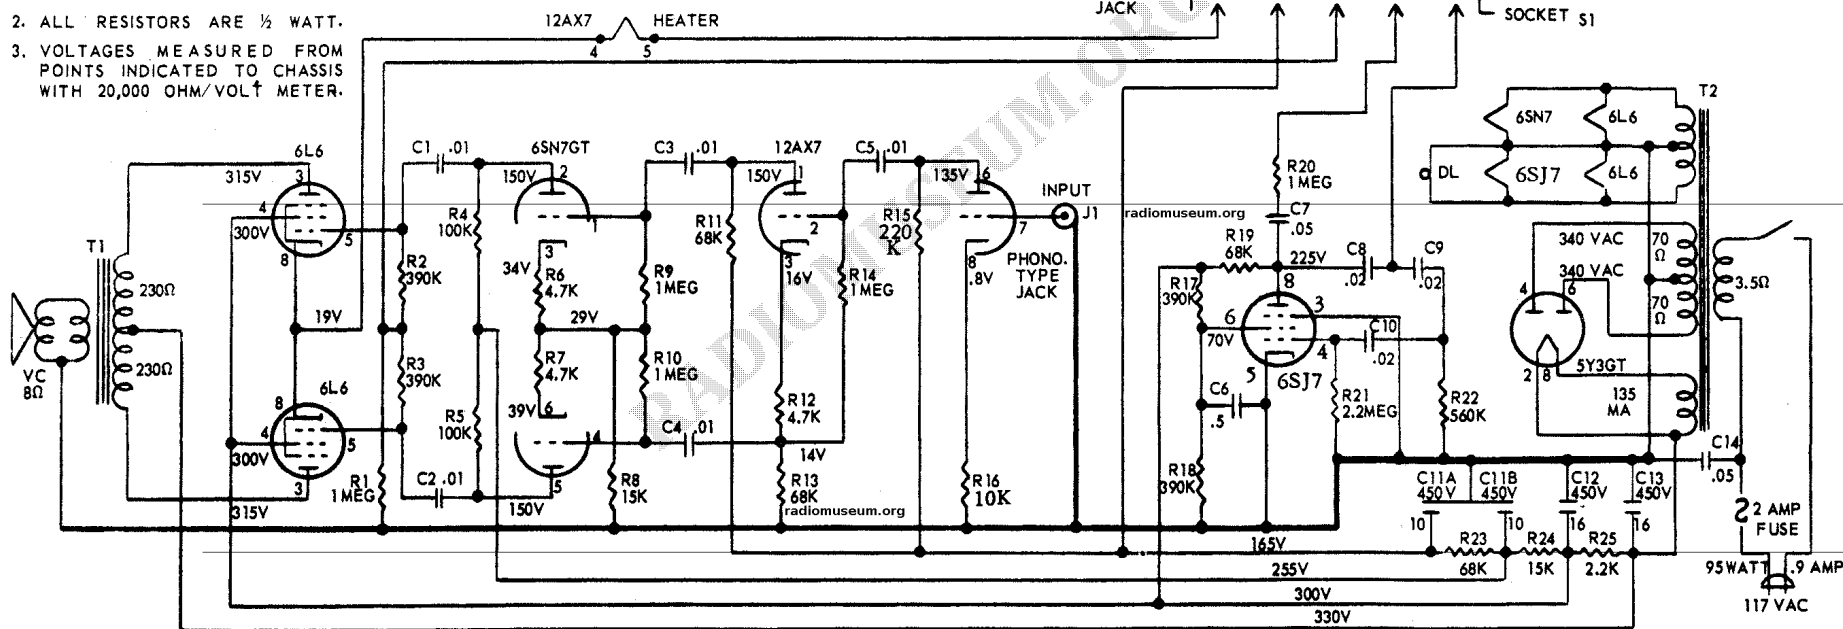 2. ALL RESISTORS ARE ½ WATT.
3. VOLTAGES MEASURED FROM
POINTS INDICATED TO CHASSIS
WITH 20,000 OHM/VOLT METER.
12AX7
HEATER
4
5
JACK
SOCKET S1
RADIOMUSEUM.ORG
T2
6SN7
6L6
DL
6SJ7
6L6
6L6
315V
3
4
300V
5
8
C1 .01
6SN7GT
150V
2
1
3
34V
C3 .01
12AX7
150V
1
2
3
16V
C5 .01
135V
6
7
8
.8V
INPUT
J1
PHONO.
TYPE
JACK
radiomuseum.org
R20
1MEG
C7
.05
T1
230Ω
230Ω
VC
8Ω
19V
R2
390K
R3
390K
R4
100K
R5
100K
R6
4.7K
29V
R7
4.7K
R9
1MEG
R10
1MEG
R11
68K
R14
1MEG
R15
220
K
R12
4.7K
R19
68K
225V
C8
.02
C9
.02
R17
390K
6
70V
8
3
4
5
6SJ7
C10
.02
C6
.5
R21
2.2MEG
R22
560K
340 VAC
340 VAC
70
Ω
70
Ω
3.5Ω
4
6
2
8
5Y3GT
135
MA
6L6
8
4
300V
5
3
315V
R1
1MEG
C2 .01
39V
6
4
5
150V
C4 .01
R8
15K
14V
R13
68K
radiomuseum.org
R16
10K
R18
390K
C11A
450V
10
C11B
450V
10
C12
450V
16
C13
450V
16
C14
.05
2 AMP
FUSE
165V
R23
68K
R24
15K
R25
2.2K
255V
300V
330V
95WATT
.9 AMP
117 VAC